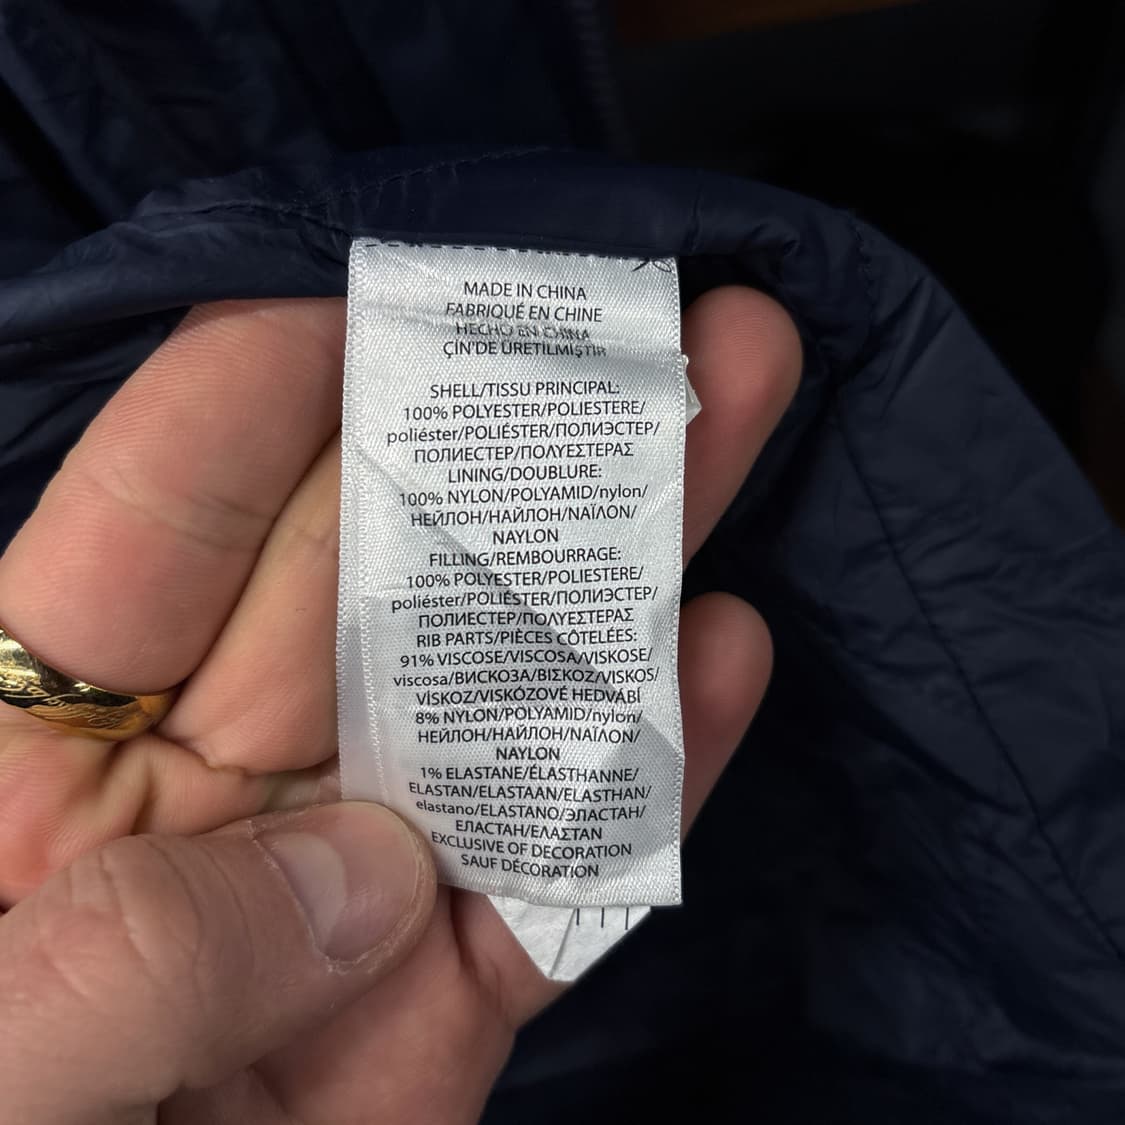 MADE IN CHINA
FABRIQUÉ EN CHINE
HECHO EN CHINA
ÇİN'DE ÜRETİLMİŞTİR
SHELL/TISSU PRINCIPAL:
100% POLYESTER/POLIESTERE/
poliéster/POLIÉSTER/ПОЛИЭСТЕР/
ПОЛИЕСТЕР/ΠΟΛΥΕΣΤΕΡΑΣ
LINING/DOUBLURE:
100% NYLON/POLYAMID/nylon/
НЕЙЛОН/НАЙЛОН/ΝΑΪΛΟΝ/
NAYLON
FILLING/REMBOURRAGE:
100% POLYESTER/POLIESTERE/
poliéster/POLIÉSTER/ПОЛИЭСТЕР/
ПОЛИЕСТЕР/ΠΟΛΥΕΣΤΕΡΑΣ
RIB PARTS/PIÈCES CÔTELÉES:
91% VISCOSE/VISCOSA/VISKOSE/
viscosa/ВИСКОЗА/ΒΙΣΚΟΖ/VISKOS/
VİSKOZ/VISKÓZOVÉ HEDVÁBÍ
8% NYLON/POLYAMID/nylon/
НЕЙЛОН/НАЙЛОН/ΝΑΪΛΟΝ/
NAYLON
1% ELASTANE/ÉLASTHANNE/
ELASTAN/ELASTAAN/ELASTHAN/
elastano/ELASTANO/ЭЛАСТАН/
ЕЛАСТАН/ΕΛΑΣΤΑΝ
EXCLUSIVE OF DECORATION
SAUF DÉCORATION